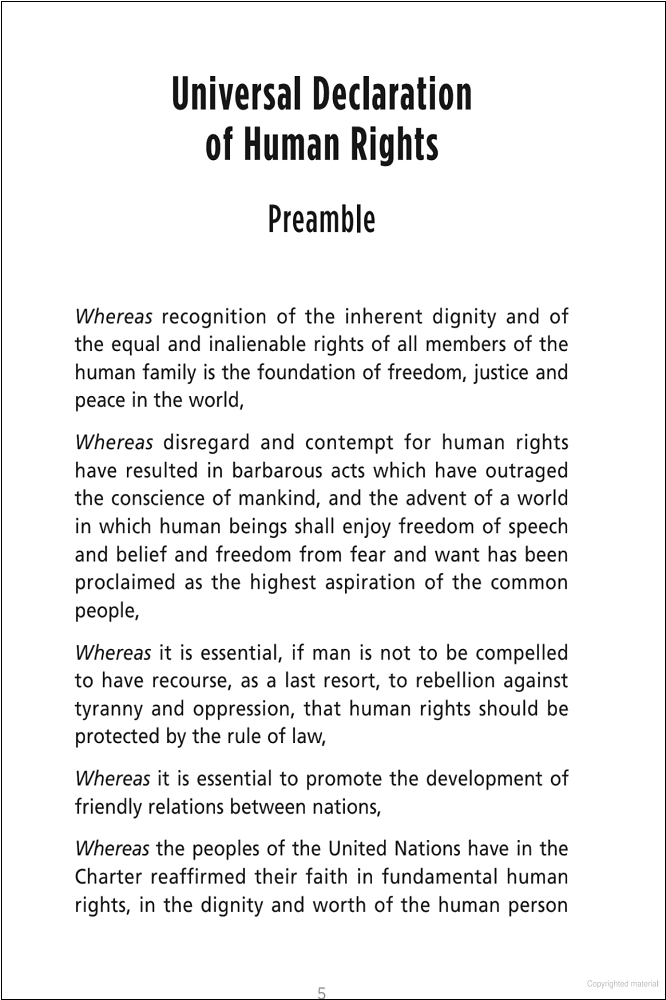 Universal Declaration
of Human Rights
Preamble
Whereas recognition of the inherent dignity and of
the equal and inalienable rights of all members of the
human family is the foundation of freedom, justice and
peace in the world,
Whereas disregard and contempt for human rights
have resulted in barbarous acts which have outraged
the conscience of mankind, and the advent of a world
in which human beings shall enjoy freedom of speech
and belief and freedom from fear and want has been
proclaimed as the highest aspiration of the common
people,
Whereas it is essential, if man is not to be compelled
to have recourse, as a last resort, to rebellion against
tyranny and oppression, that human rights should be
protected by the rule of law,
Whereas it is essential to promote the development of
friendly relations between nations,
Whereas the peoples of the United Nations have in the
Charter reaffirmed their faith in fundamental human
rights, in the dignity and worth of the human person
5
Copyrighted material